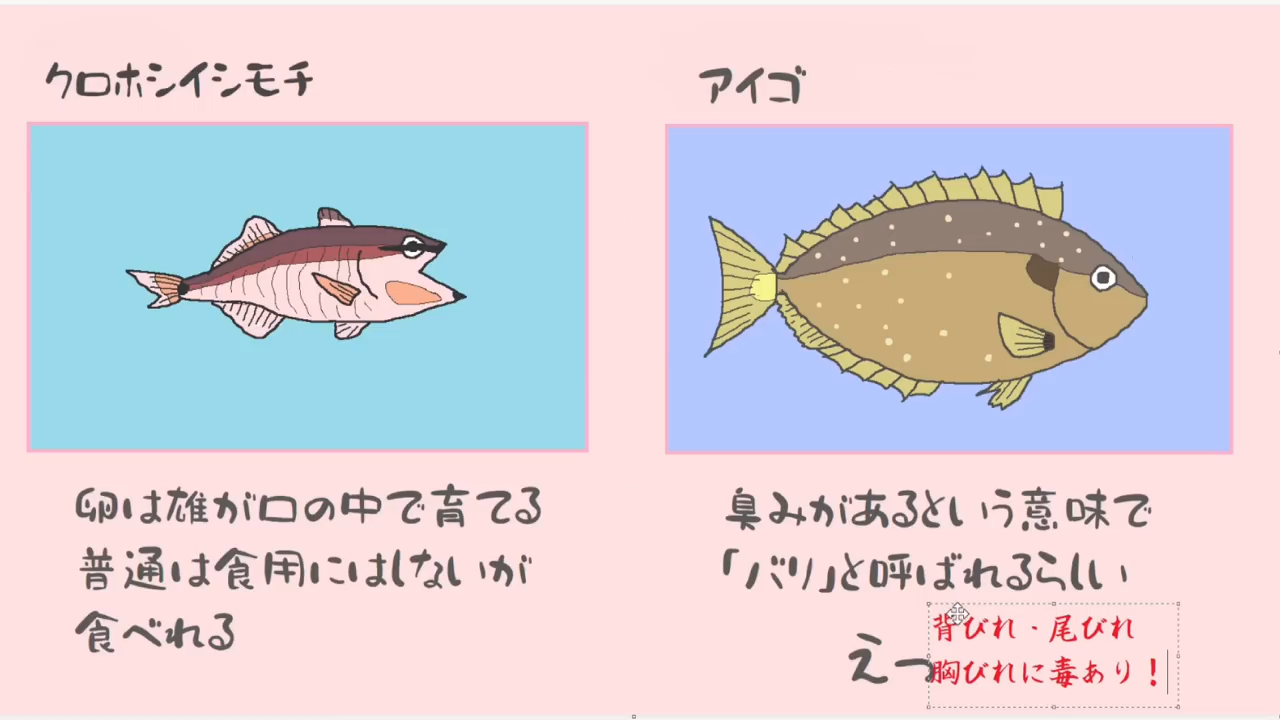 クロホシイシモチ
卵は雄が口の中で育てる
普通は食用にはしないが
食べれる
アイゴ
臭みがあるという意味で
「バリ」と呼ばれるらしい
えっ
背びれ・尾びれ
胸びれに毒あり！